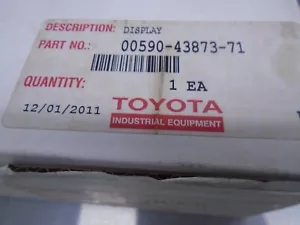 DESCRIPTION: DISPLAY
PART NO.: 00590-43873-71
QUANTITY: 1 EA
12/01/2011 TOYOTA
INDUSTRIAL EQUIPMENT